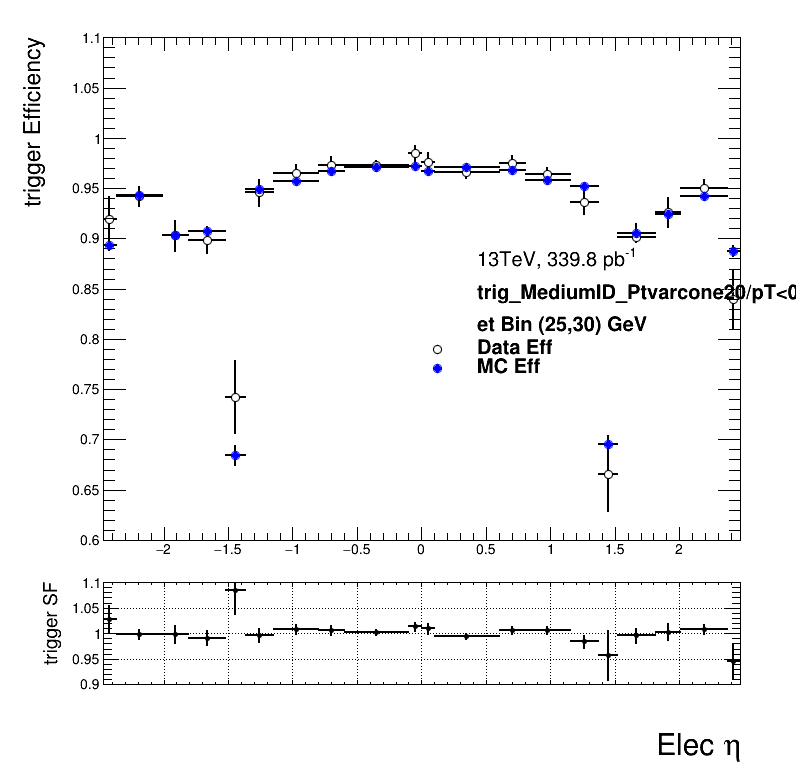 trigger Efficiency
1.1
1.05
1
0.95
0.9
0.85
0.8
0.75
0.7
0.65
0.6
13TeV, 339.8 pb⁻¹
trig_MediumID_Ptvarcone20/pT<0
et Bin (25,30) GeV
Data Eff
MC Eff
−2 −1.5 −1 −0.5 0 0.5 1 1.5 2
trigger SF
1.1
1.05
1
0.95
0.9
Elec η